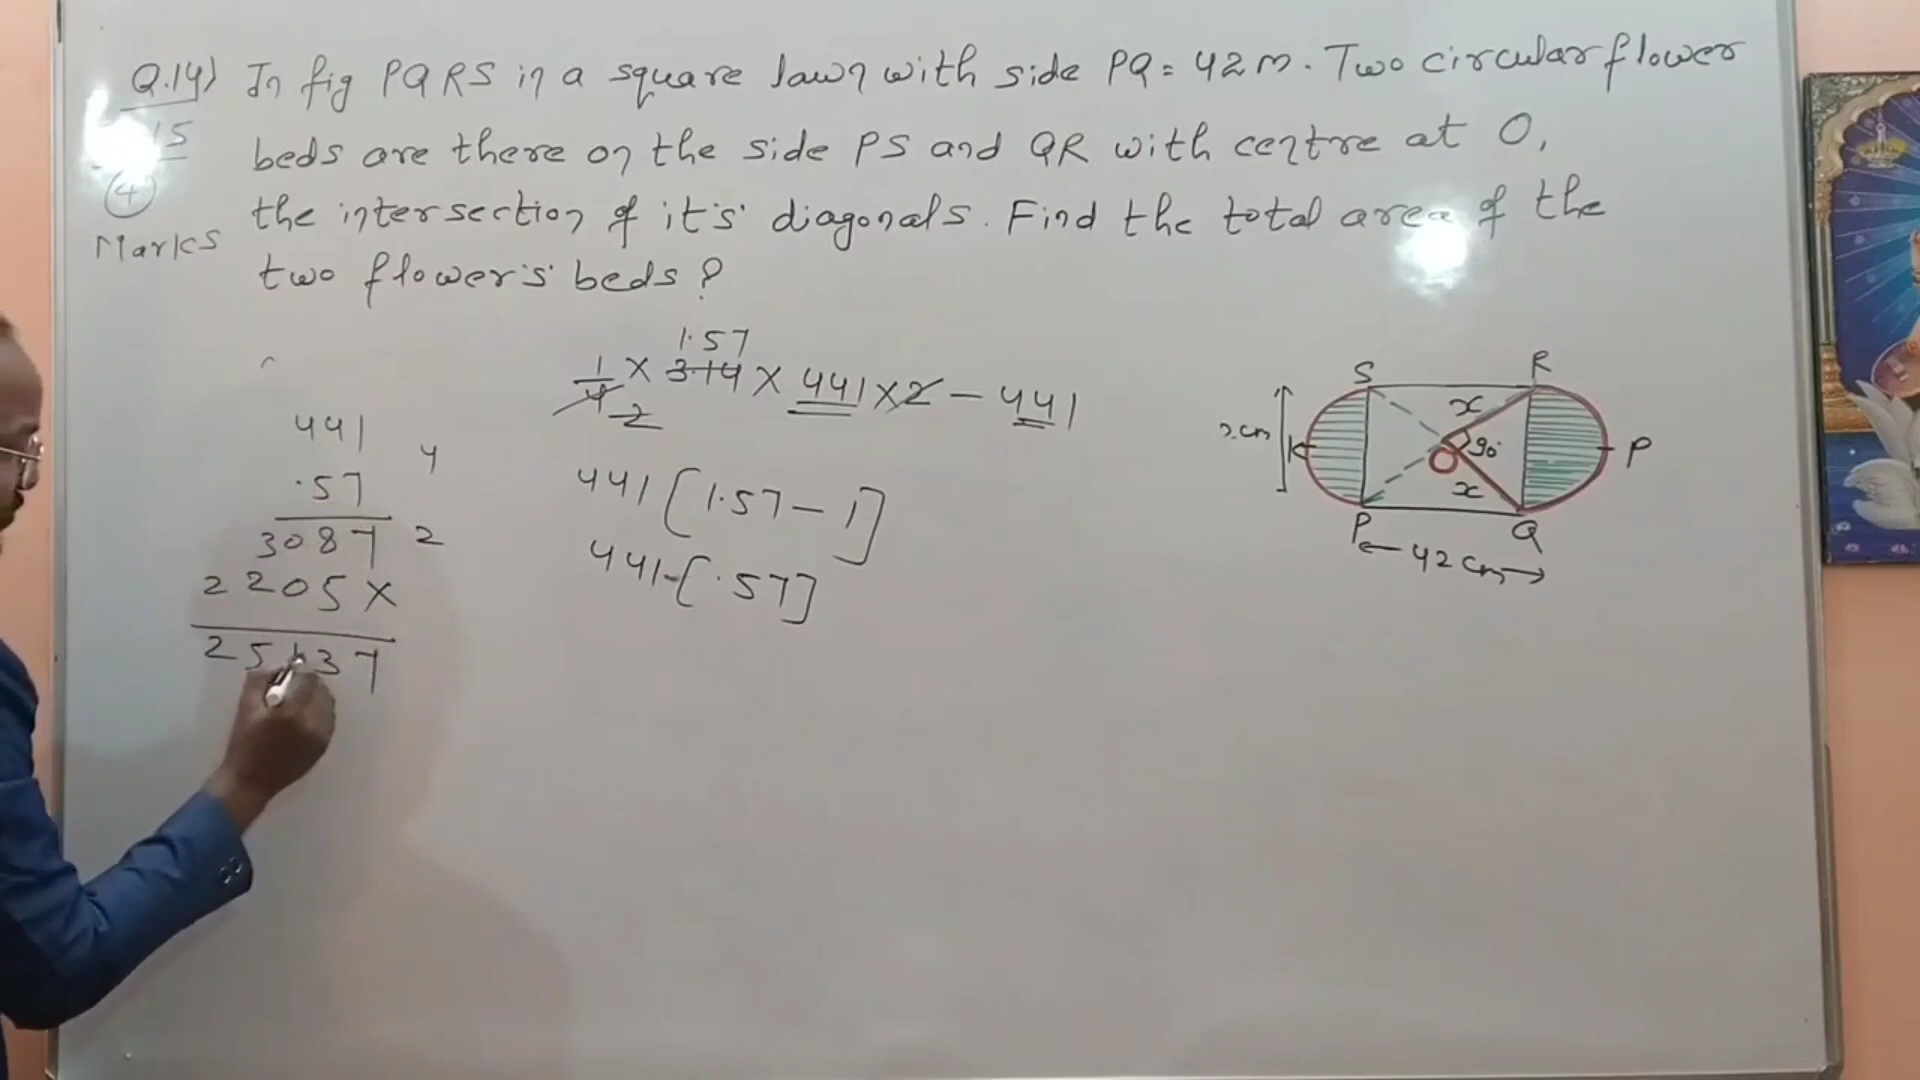 Q.14) In fig PQRS in a square lawn with side PQ = 42m. Two circular flower
15
beds are there on the side PS and QR with centre at O,
4
the intersection of it's diagonals. Find the total area of the
Marks
two flower's beds?
1.57
1/4 × 3.14 × 441 × 2 - 441
2
441 [1.57 - 1]
441 [.57]
441
4
.57
3087
2
2205×
25137
S
R
x
90°
O
x
P
P
Q
42 cm
cm